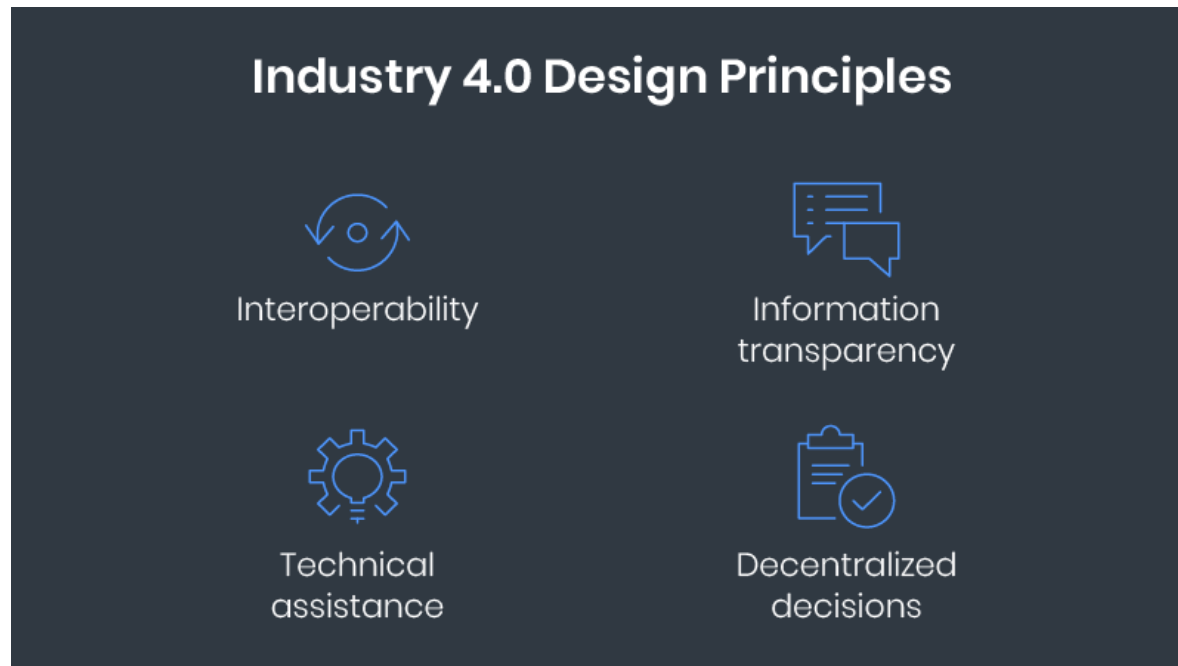 Industry 4.0 Design Principles
Interoperability
Information
transparency
Technical
assistance
Decentralized
decisions